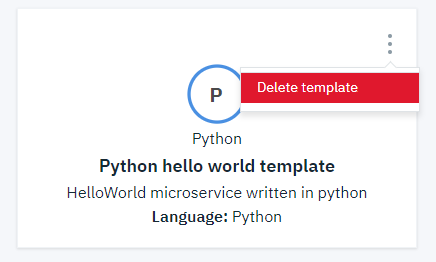 Delete template
P
Python
Python hello world template
HelloWorld microservice written in python
Language: Python